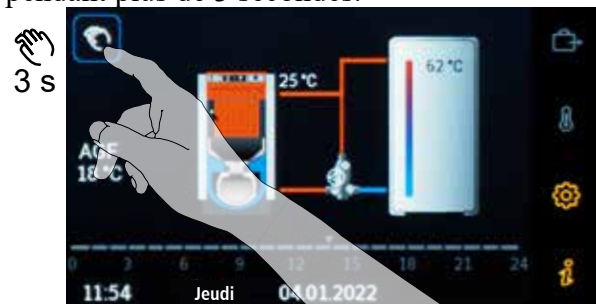 pendant plus de 3 secondes.
3 s
25 °C
62 °C
AGF
18 °C
0 3 6 9 12 15 18 21 24
11:54 Jeudi 04.01.2022
i